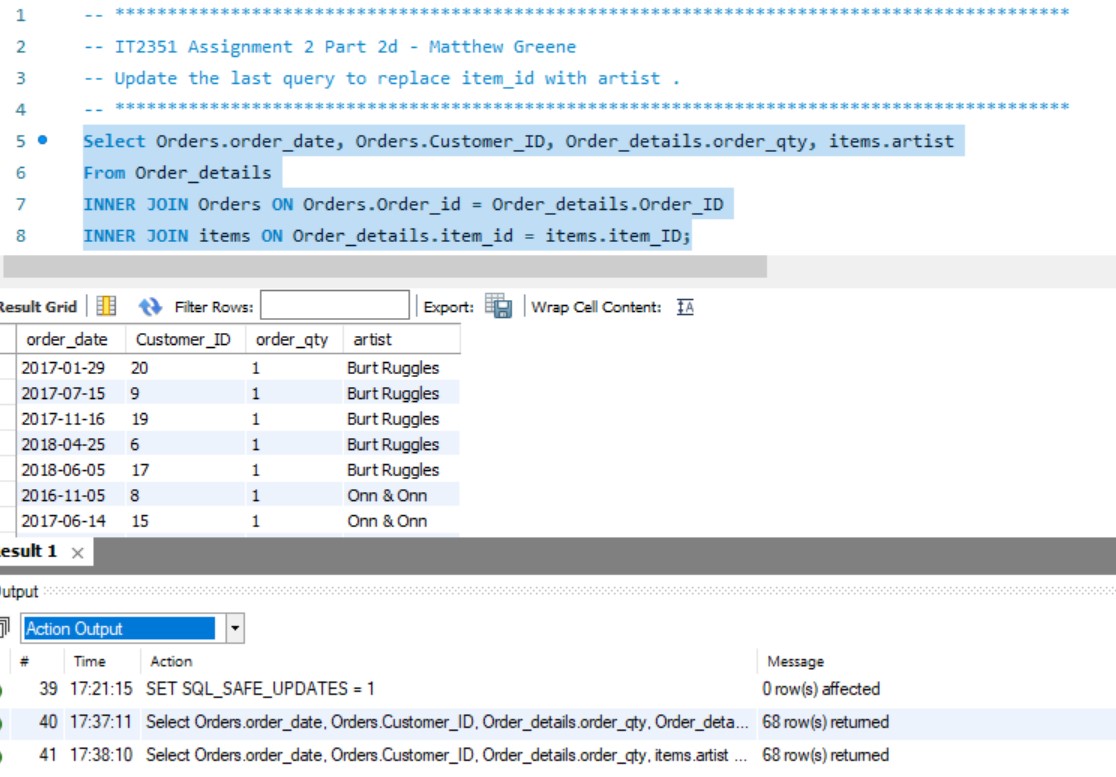 1 -- *******************************************************************************************
2 -- IT2351 Assignment 2 Part 2d - Matthew Greene
3 -- Update the last query to replace item_id with artist .
4 -- *******************************************************************************************
5 Select Orders.order_date, Orders.Customer_ID, Order_details.order_qty, items.artist
6 From Order_details
7 INNER JOIN Orders ON Orders.Order_id = Order_details.Order_ID
8 INNER JOIN items ON Order_details.item_id = items.item_ID;
Result Grid Filter Rows: Export: Wrap Cell Content: IA
order_date Customer_ID order_qty artist
2017-01-29 20 1 Burt Ruggles
2017-07-15 9 1 Burt Ruggles
2017-11-16 19 1 Burt Ruggles
2018-04-25 6 1 Burt Ruggles
2018-06-05 17 1 Burt Ruggles
2016-11-05 8 1 Onn & Onn
2017-06-14 15 1 Onn & Onn
esult 1 ×
utput
Action Output
# Time Action Message
39 17:21:15 SET SQL_SAFE_UPDATES = 1 0 row(s) affected
40 17:37:11 Select Orders.order_date, Orders.Customer_ID, Order_details.order_qty, Order_deta... 68 row(s) returned
41 17:38:10 Select Orders.order_date, Orders.Customer_ID, Order_details.order_qty, items.artist ... 68 row(s) returned